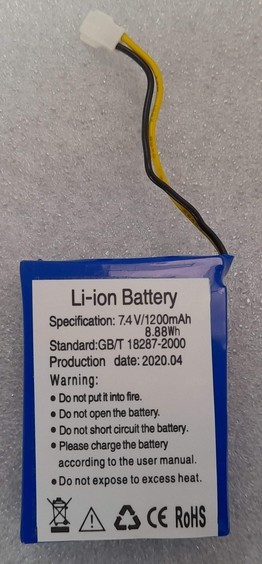 Li-ion Battery
Specification: 7.4V/1200mAh
8.88Wh
Standard:GB/T 18287-2000
Production date: 2020.04
Warning:
● Do not put it into fire.
● Do not open the battery.
● Do not short circuit the battery.
● Please charge the battery
according to the user manual.
● Do not expose to excess heat.
CE RoHS